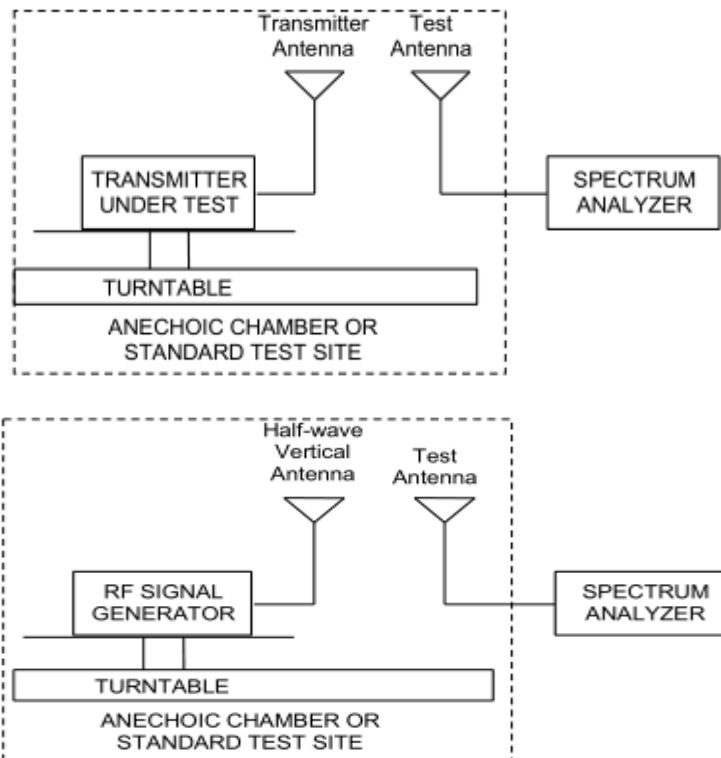 Transmitter
Antenna
Test
Antenna
TRANSMITTER
UNDER TEST
SPECTRUM
ANALYZER
TURNTABLE
ANECHOIC CHAMBER OR
STANDARD TEST SITE
Half-wave
Vertical
Antenna
Test
Antenna
RF SIGNAL
GENERATOR
SPECTRUM
ANALYZER
TURNTABLE
ANECHOIC CHAMBER OR
STANDARD TEST SITE